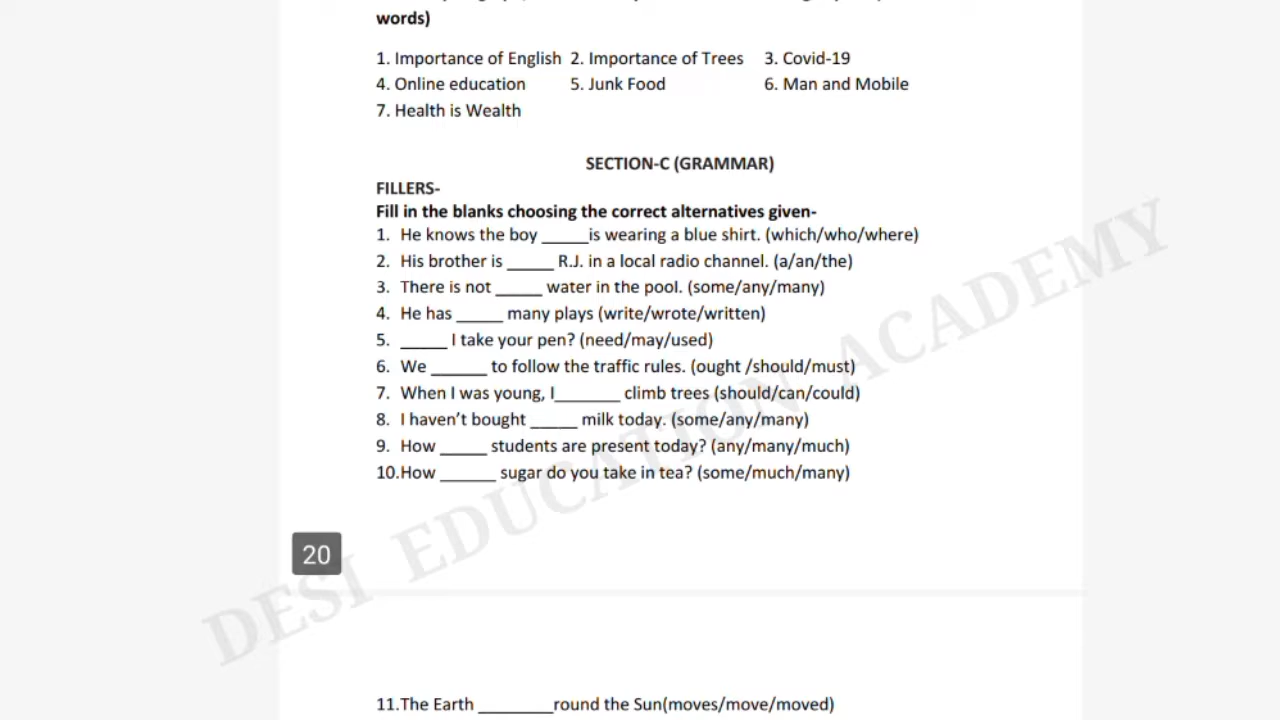 words)
1. Importance of English 2. Importance of Trees 3. Covid-19
4. Online education 5. Junk Food 6. Man and Mobile
7. Health is Wealth
SECTION-C (GRAMMAR)
FILLERS-
Fill in the blanks choosing the correct alternatives given-
1. He knows the boy _____is wearing a blue shirt. (which/who/where)
2. His brother is _____ R.J. in a local radio channel. (a/an/the)
3. There is not _____ water in the pool. (some/any/many)
4. He has _____ many plays (write/wrote/written)
5. _____ I take your pen? (need/may/used)
6. We ______ to follow the traffic rules. (ought /should/must)
7. When I was young, I_______ climb trees (should/can/could)
8. I haven’t bought _____ milk today. (some/any/many)
9. How _____ students are present today? (any/many/much)
10.How ______ sugar do you take in tea? (some/much/many)
20
DESI EDUCATION ACADEMY
11.The Earth ________round the Sun(moves/move/moved)